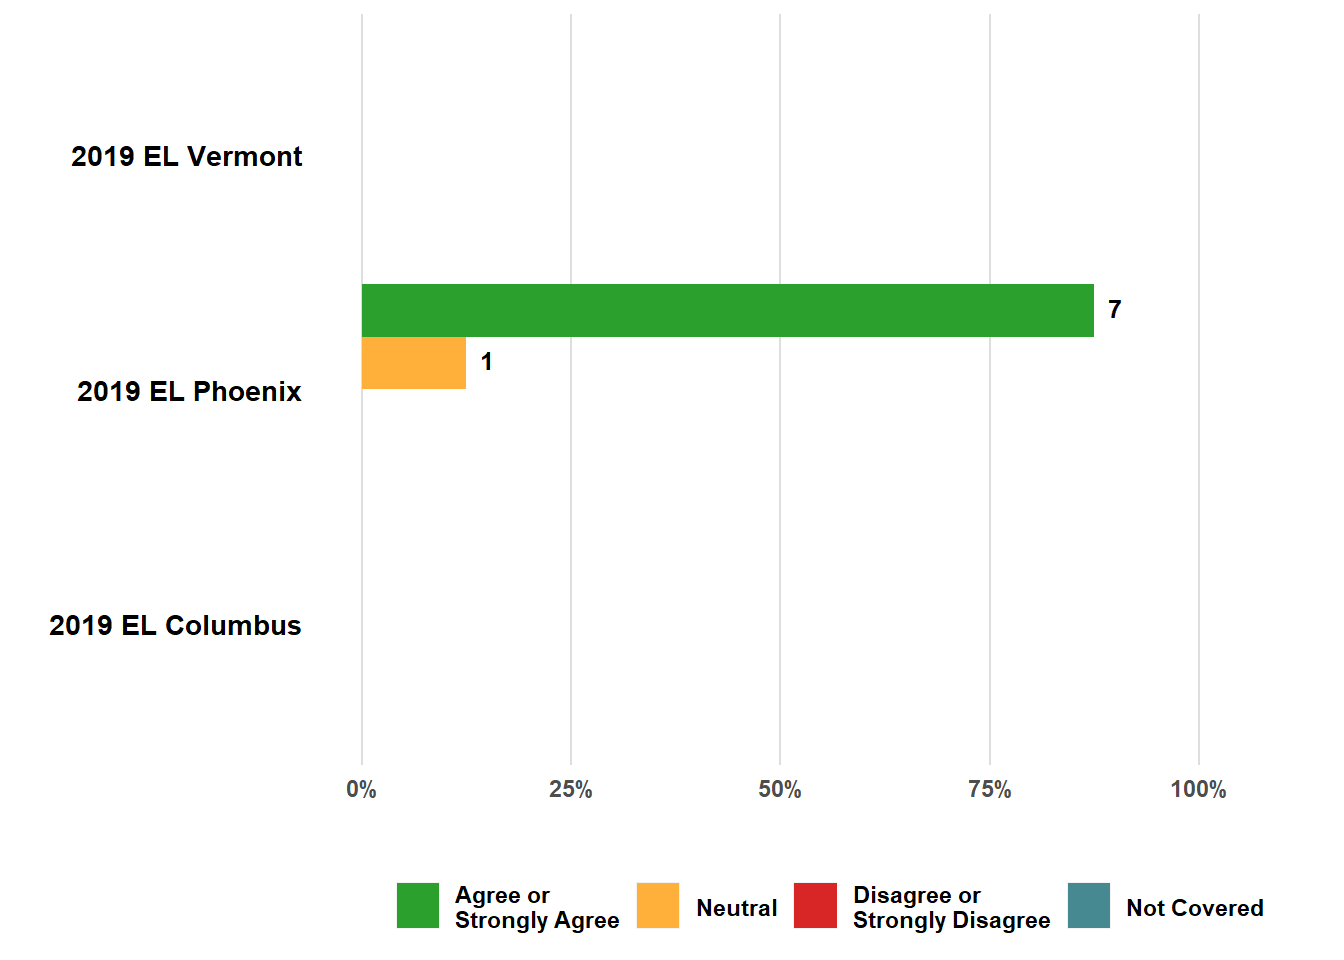 2019 EL Vermont
7
1
2019 EL Phoenix
2019 EL Columbus
0% 25% 50% 75% 100%
Agree or
Strongly Agree
Neutral
Disagree or
Strongly Disagree
Not Covered